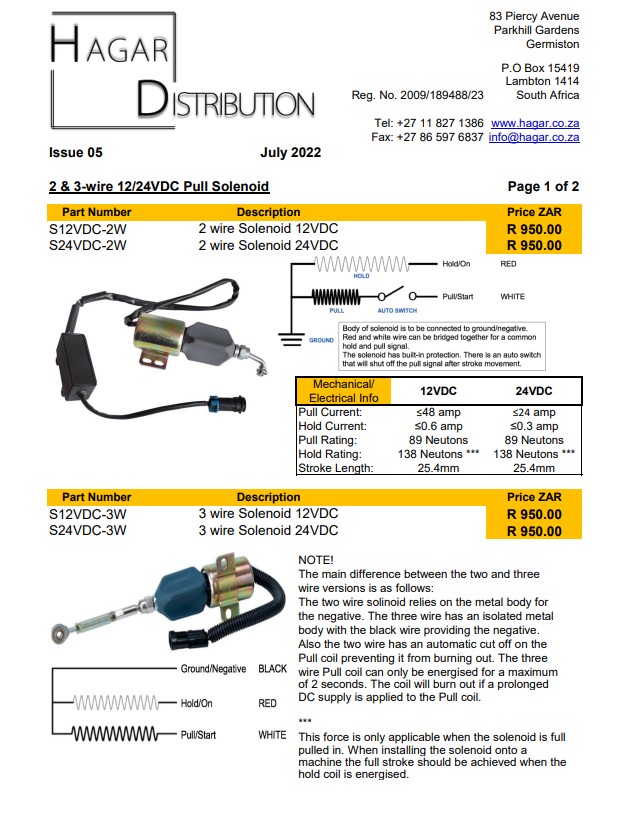 HAGAR
DISTRIBUTION
83 Piercy Avenue
Parkhill Gardens
Germiston
P.O Box 15419
Lambton 1414
Reg. No. 2009/189488/23 South Africa
Tel: +27 11 827 1386 www.hagar.co.za
Fax: +27 86 597 6837 info@hagar.co.za
Issue 05 July 2022
2 & 3-wire 12/24VDC Pull Solenoid Page 1 of 2
Part Number Description Price ZAR
S12VDC-2W 2 wire Solenoid 12VDC R 950.00
S24VDC-2W 2 wire Solenoid 24VDC R 950.00
Hold/On RED
HOLD
Pull/Start WHITE
PULL AUTO SWITCH
GROUND
Body of solenoid is to be connected to ground/negative.
Red and white wire can be bridged together for a common
hold and pull signal.
The solenoid has built-in protection. There is an auto switch
that will shut off the pull signal after stroke movement.
Mechanical/
Electrical Info 12VDC 24VDC
Pull Current: ≤48 amp ≤24 amp
Hold Current: ≤0.6 amp ≤0.3 amp
Pull Rating: 89 Neutons 89 Neutons
Hold Rating: 138 Neutons *** 138 Neutons ***
Stroke Length: 25.4mm 25.4mm
Part Number Description Price ZAR
S12VDC-3W 3 wire Solenoid 12VDC R 950.00
S24VDC-3W 3 wire Solenoid 24VDC R 950.00
NOTE!
The main difference between the two and three
wire versions is as follows:
The two wire solinoid relies on the metal body for
the negative. The three wire has an isolated metal
body with the black wire providing the negative.
Also the two wire has an automatic cut off on the
Pull coil preventing it from burning out. The three
wire Pull coil can only be energised for a maximum
of 2 seconds. The coil will burn out if a prolonged
DC supply is applied to the Pull coil.
Ground/Negative BLACK
Hold/On RED
Pull/Start WHITE
***
This force is only applicable when the solenoid is full
pulled in. When installing the solenoid onto a
machine the full stroke should be achieved when the
hold coil is energised.